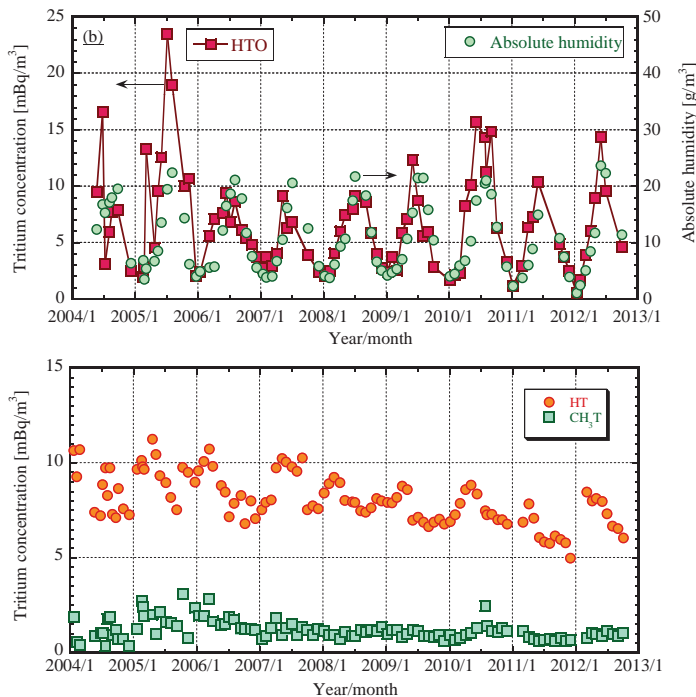 25
20
15
10
5
0
Tritium concentration [mBq/m³]
(b)
HTO
Absolute humidity
50
40
30
20
10
0
Absolute humidity [g/m³]
2004/1 2005/1 2006/1 2007/1 2008/1 2009/1 2010/1 2011/1 2012/1 2013/1
Year/month
15
10
5
0
Tritium concentration [mBq/m³]
HT
CH₃T
2004/1 2005/1 2006/1 2007/1 2008/1 2009/1 2010/1 2011/1 2012/1 2013/1
Year/month